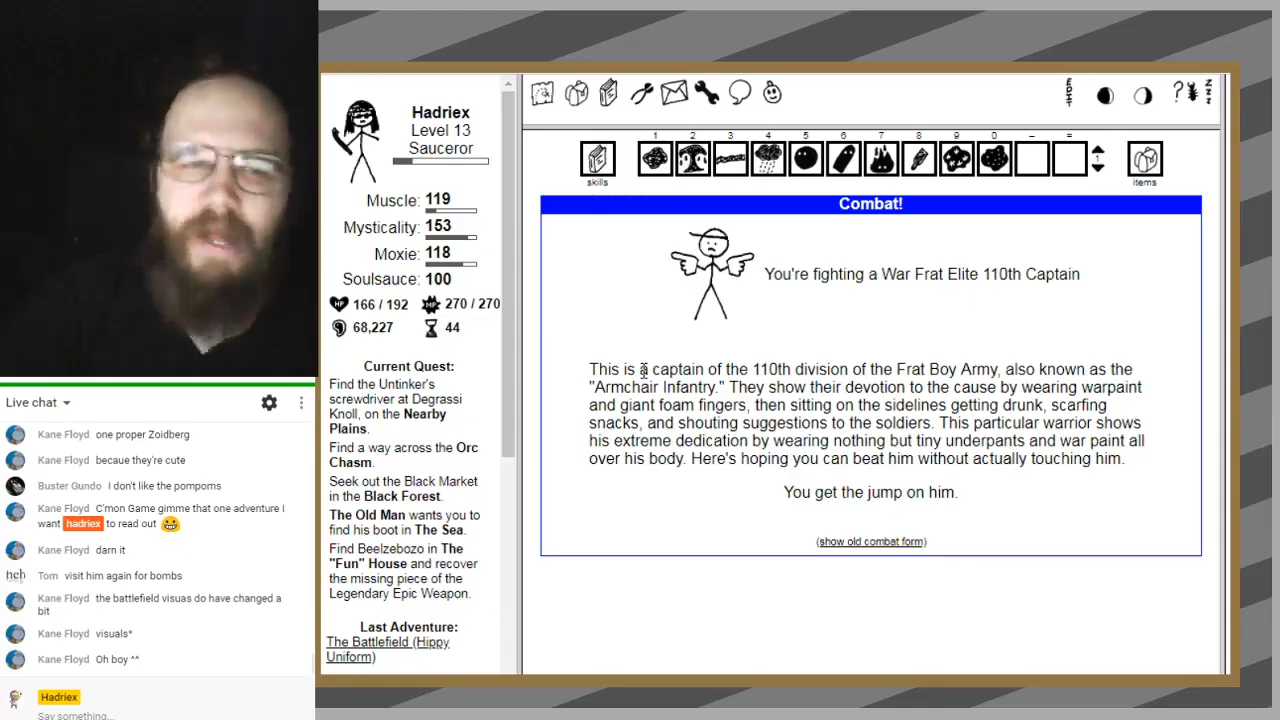 Live chat
Kane Floyd one proper Zoidberg
Kane Floyd becaue they're cute
Buster Gundo I don't like the pompoms
Kane Floyd C'mon Game gimme that one adventure I
want hadriex to read out
Kane Floyd darn it
Tom visit him again for bombs
Kane Floyd the battlefield visuas do have changed a
bit
Kane Floyd visuals*
Kane Floyd Oh boy ^^
Hadriex
Say something...
Hadriex
Level 13
Sauceror
Muscle: 119
Mysticality: 153
Moxie: 118
Soulsauce: 100
HP 166 / 192 MP 270 / 270
68,227 44
Current Quest:
Find the Untinker's
screwdriver at Degrassi
Knoll, on the Nearby
Plains.
Find a way across the Orc
Chasm.
Seek out the Black Market
in the Black Forest.
The Old Man wants you to
find his boot in The Sea.
Find Beelzebozo in The
"Fun" House and recover
the missing piece of the
Legendary Epic Weapon.
Last Adventure:
The Battlefield (Hippy
Uniform)
1 2 3 4 5 6 7 8 9 0 – =
1
skills items
Combat!
You're fighting a War Frat Elite 110th Captain
This is a captain of the 110th division of the Frat Boy Army, also known as the
"Armchair Infantry." They show their devotion to the cause by wearing warpaint
and giant foam fingers, then sitting on the sidelines getting drunk, scarfing
snacks, and shouting suggestions to the soldiers. This particular warrior shows
his extreme dedication by wearing nothing but tiny underpants and war paint all
over his body. Here's hoping you can beat him without actually touching him.
You get the jump on him.
(show old combat form)